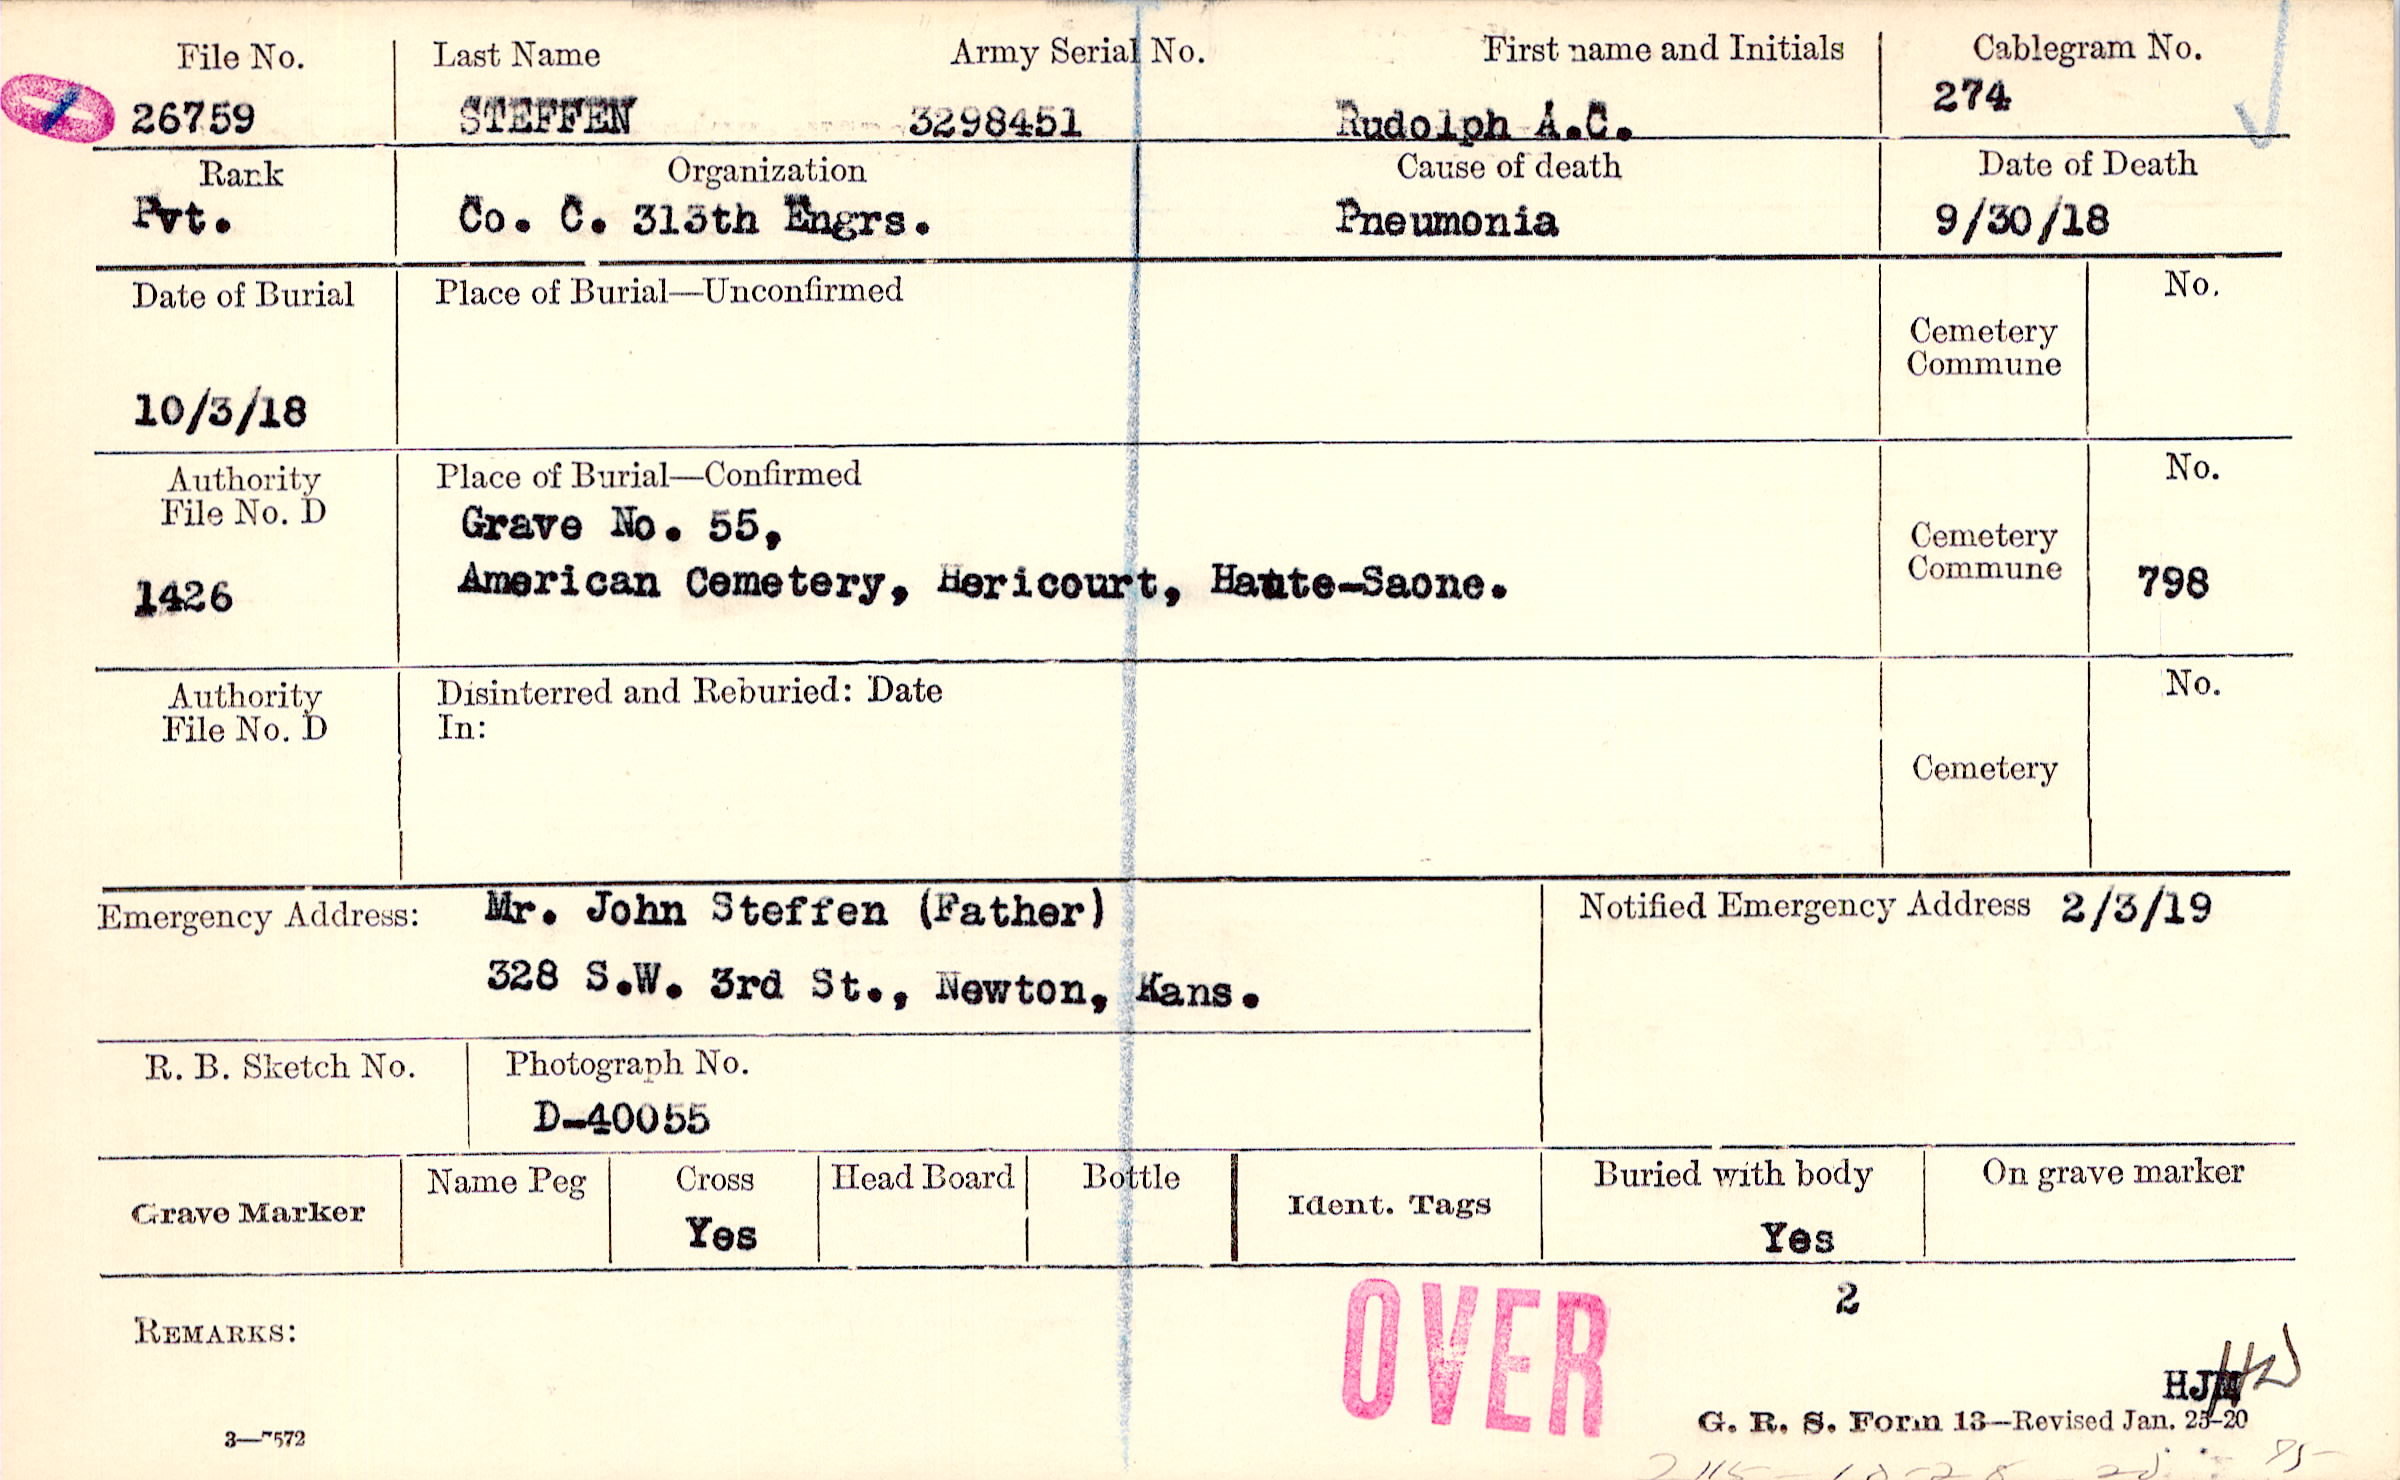 File No. Last Name Army Serial No. First name and Initials Cablegram No.
26759 STEFFEN 3298451 Rudolph A.C. 274
Rank Organization Cause of death Date of Death
Pvt. Co. C. 313th Engrs. Pneumonia 9/30/18
Date of Burial Place of Burial—Unconfirmed No.
Cemetery
Commune
10/3/18
Authority Place of Burial—Confirmed No.
File No. D
Grave No. 55, Cemetery
1426 American Cemetery, Hericourt, Haute-Saone. Commune 798
Authority Disinterred and Reburied: Date No.
File No. D In:
Cemetery
Emergency Address: Mr. John Steffen (Father) Notified Emergency Address 2/3/19
328 S.W. 3rd St., Newton, Kans.
R. B. Sketch No. Photograph No.
D-40055
Grave Marker Name Peg Cross Head Board Bottle Ident. Tags Buried with body On grave marker
Yes Yes
2
REMARKS: OVER
HJM
G. R. S. Form 13—Revised Jan. 25-20
3—7572